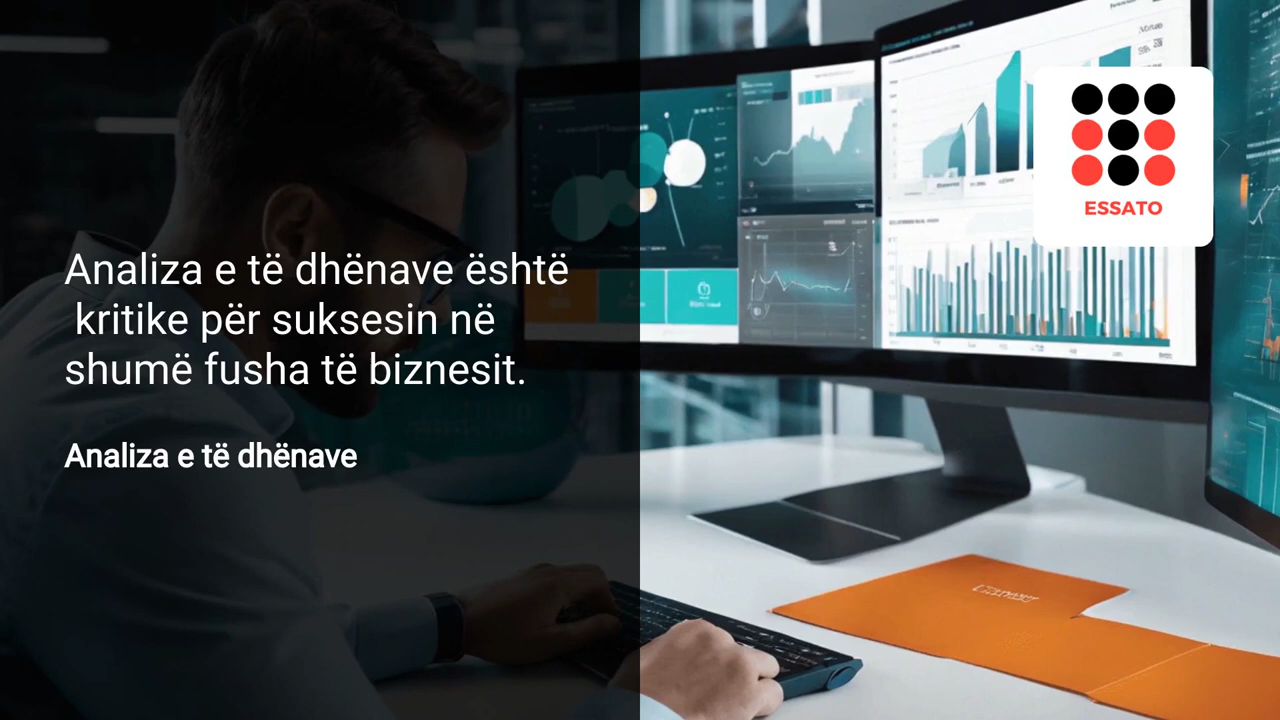 Analiza e të dhënave është
kritike për suksesin në
shumë fusha të biznesit.
Analiza e të dhënave
ESSATO